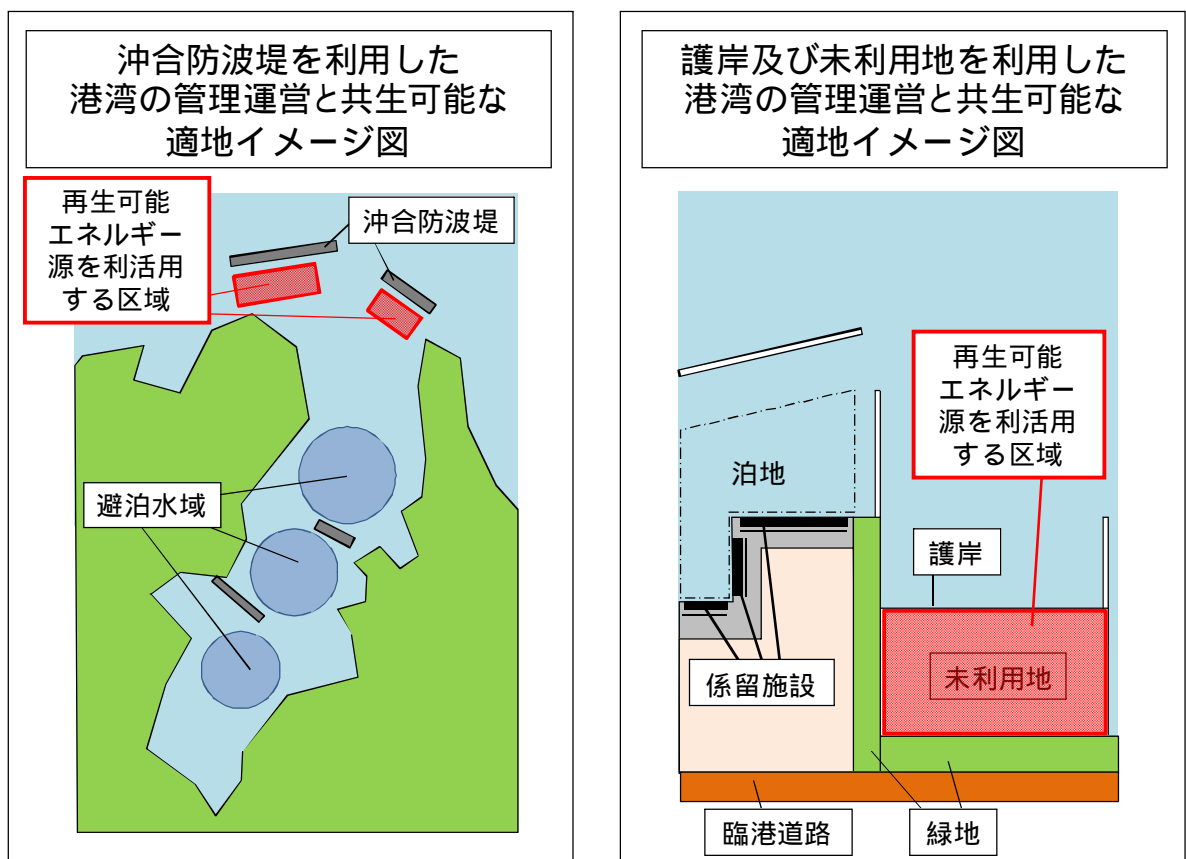 沖合防波堤を利用した
港湾の管理運営と共生可能な
適地イメージ図
再生可能
エネルギー
源を利活用
する区域
沖合防波堤
避泊水域
護岸及び未利用地を利用した
港湾の管理運営と共生可能な
適地イメージ図
再生可能
エネルギー
源を利活用
する区域
泊地
護岸
係留施設
未利用地
臨港道路
緑地